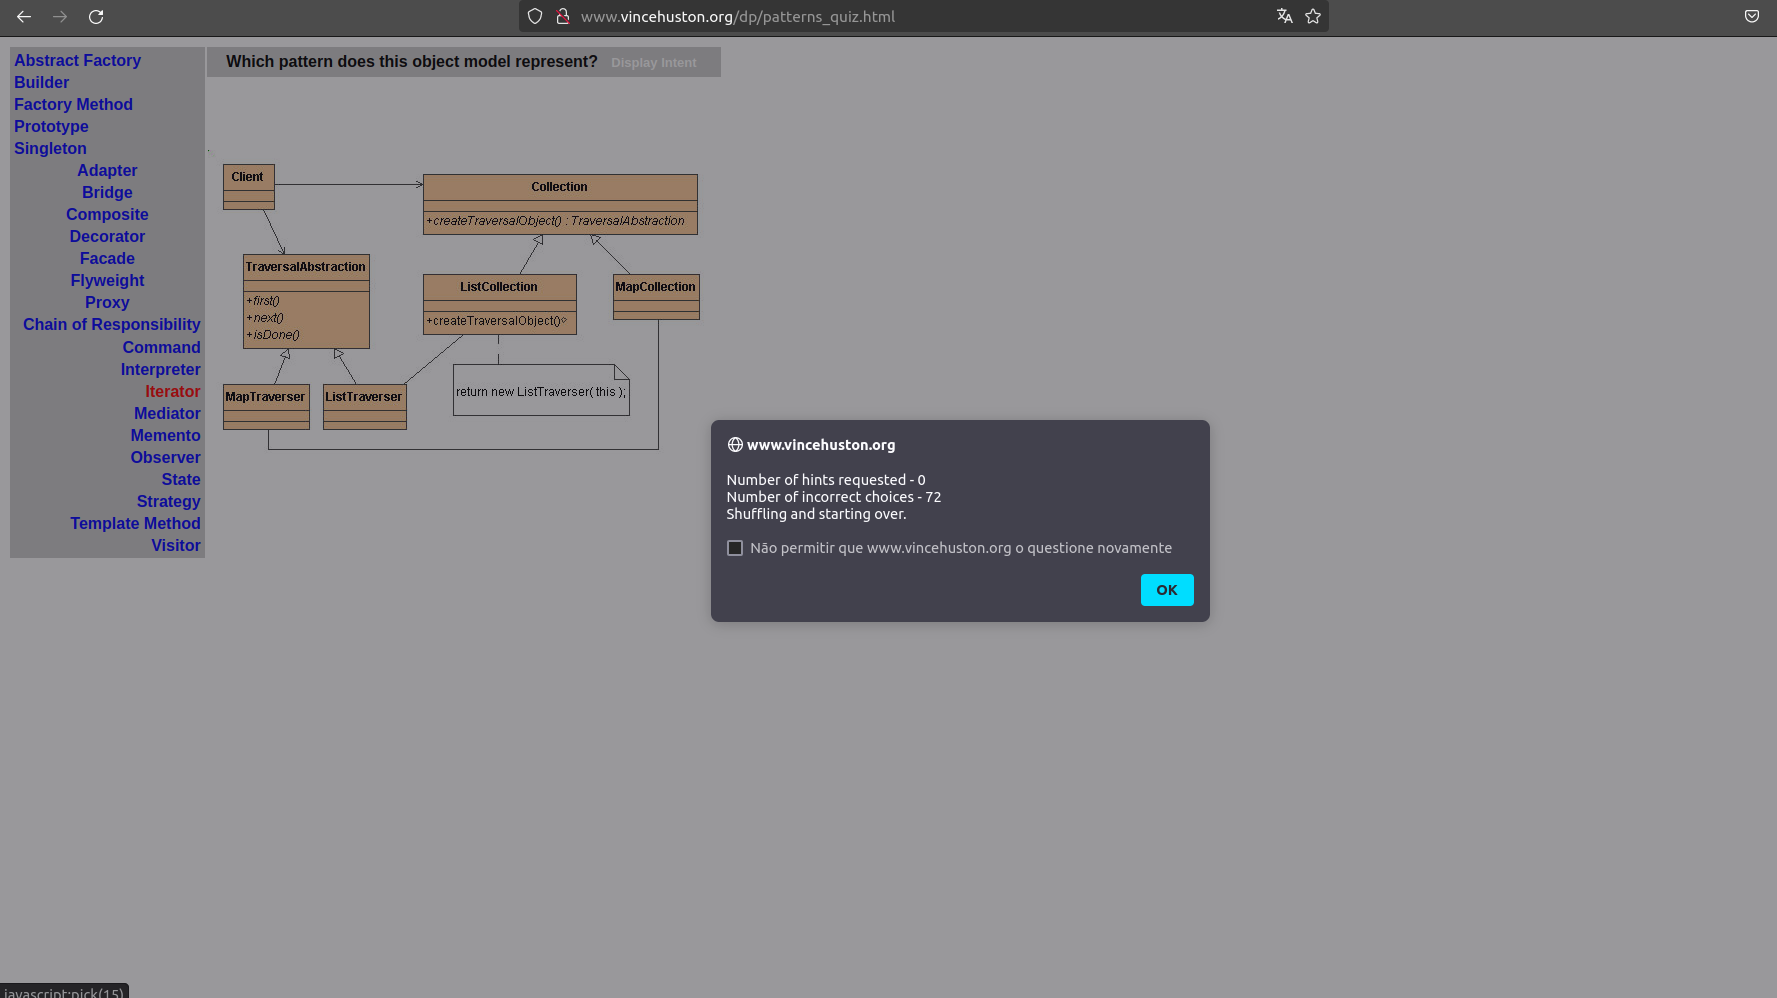 www.vincehuston.org/dp/patterns_quiz.html
Abstract Factory
Builder
Factory Method
Prototype
Singleton
Adapter
Bridge
Composite
Decorator
Facade
Flyweight
Proxy
Chain of Responsibility
Command
Interpreter
Iterator
Mediator
Memento
Observer
State
Strategy
Template Method
Visitor
Which pattern does this object model represent? Display Intent
Client
Collection
+createTraversalObject() : TraversalAbstraction
TraversalAbstraction
+first()
+next()
+isDone()
ListCollection
+createTraversalObject()
MapCollection
MapTraverser
ListTraverser
return new ListTraverser( this );
www.vincehuston.org
Number of hints requested - 0
Number of incorrect choices - 72
Shuffling and starting over.
Não permitir que www.vincehuston.org o questione novamente
OK
javascript:pick(15)